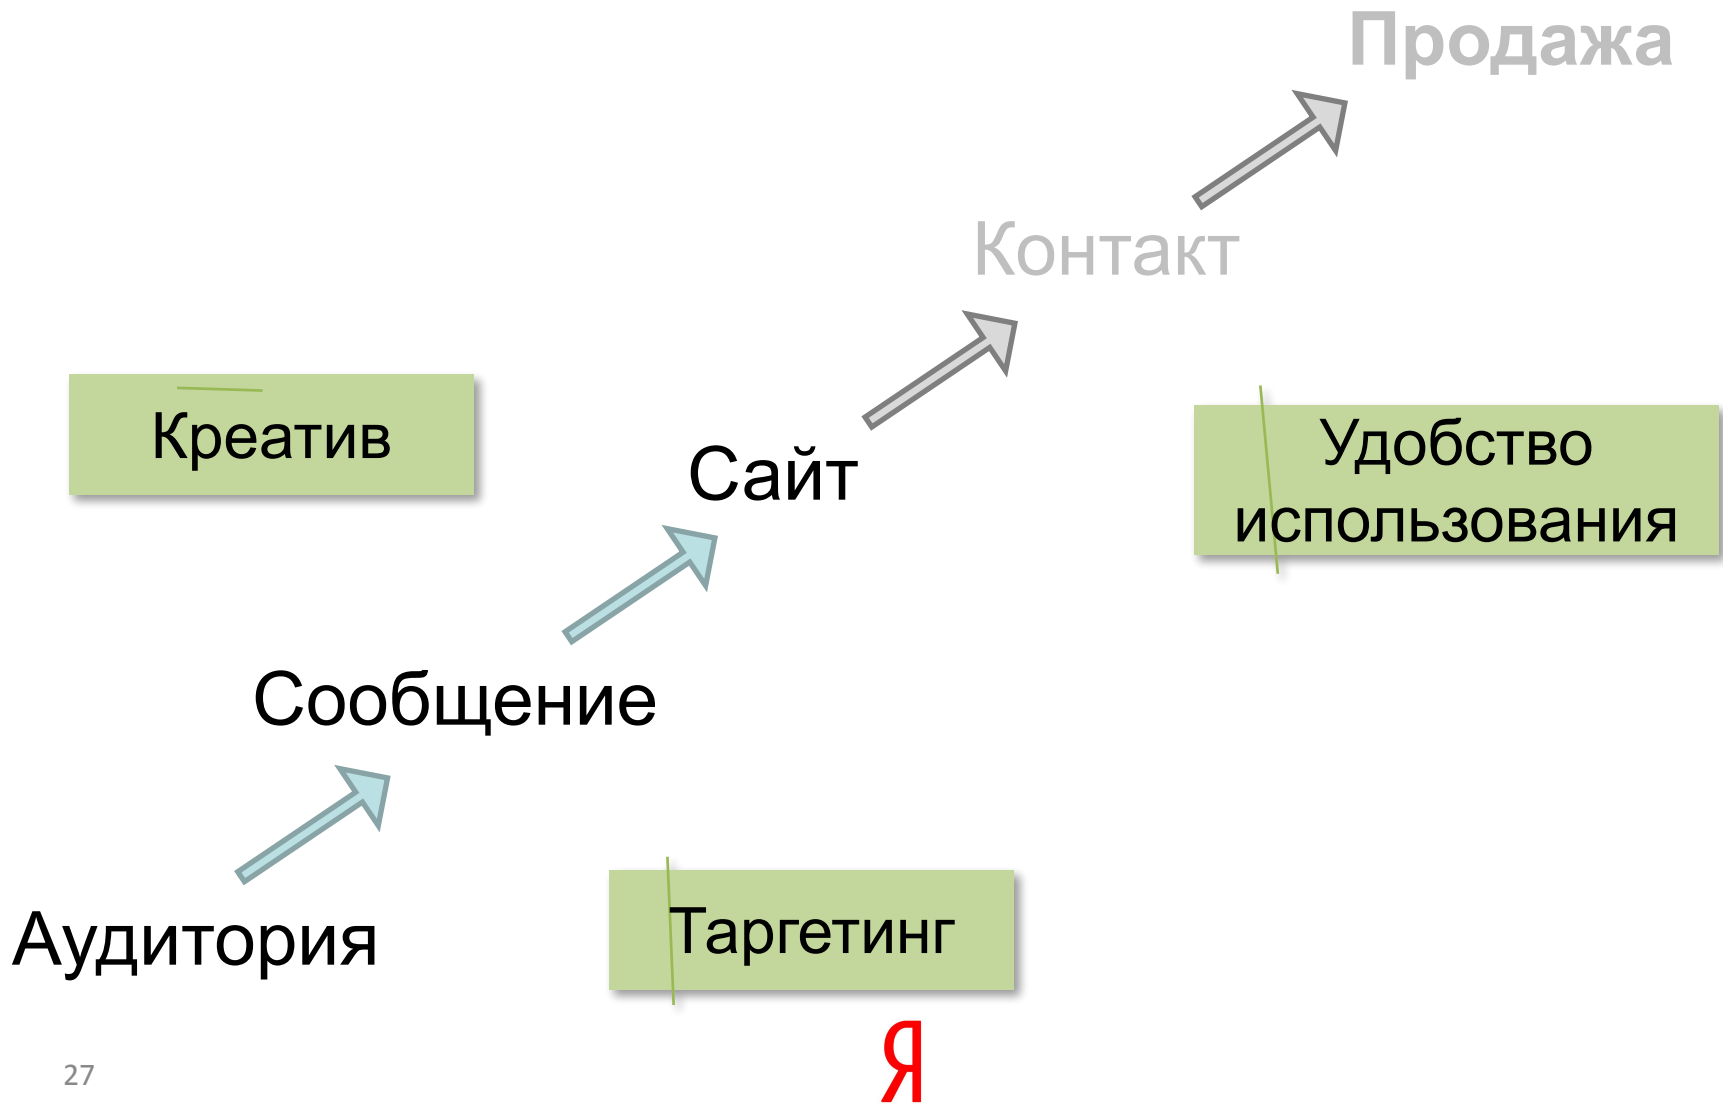 Продажа
Контакт
Креатив
Сайт
Удобство
использования
Сообщение
Таргетинг
Аудитория
27
Я